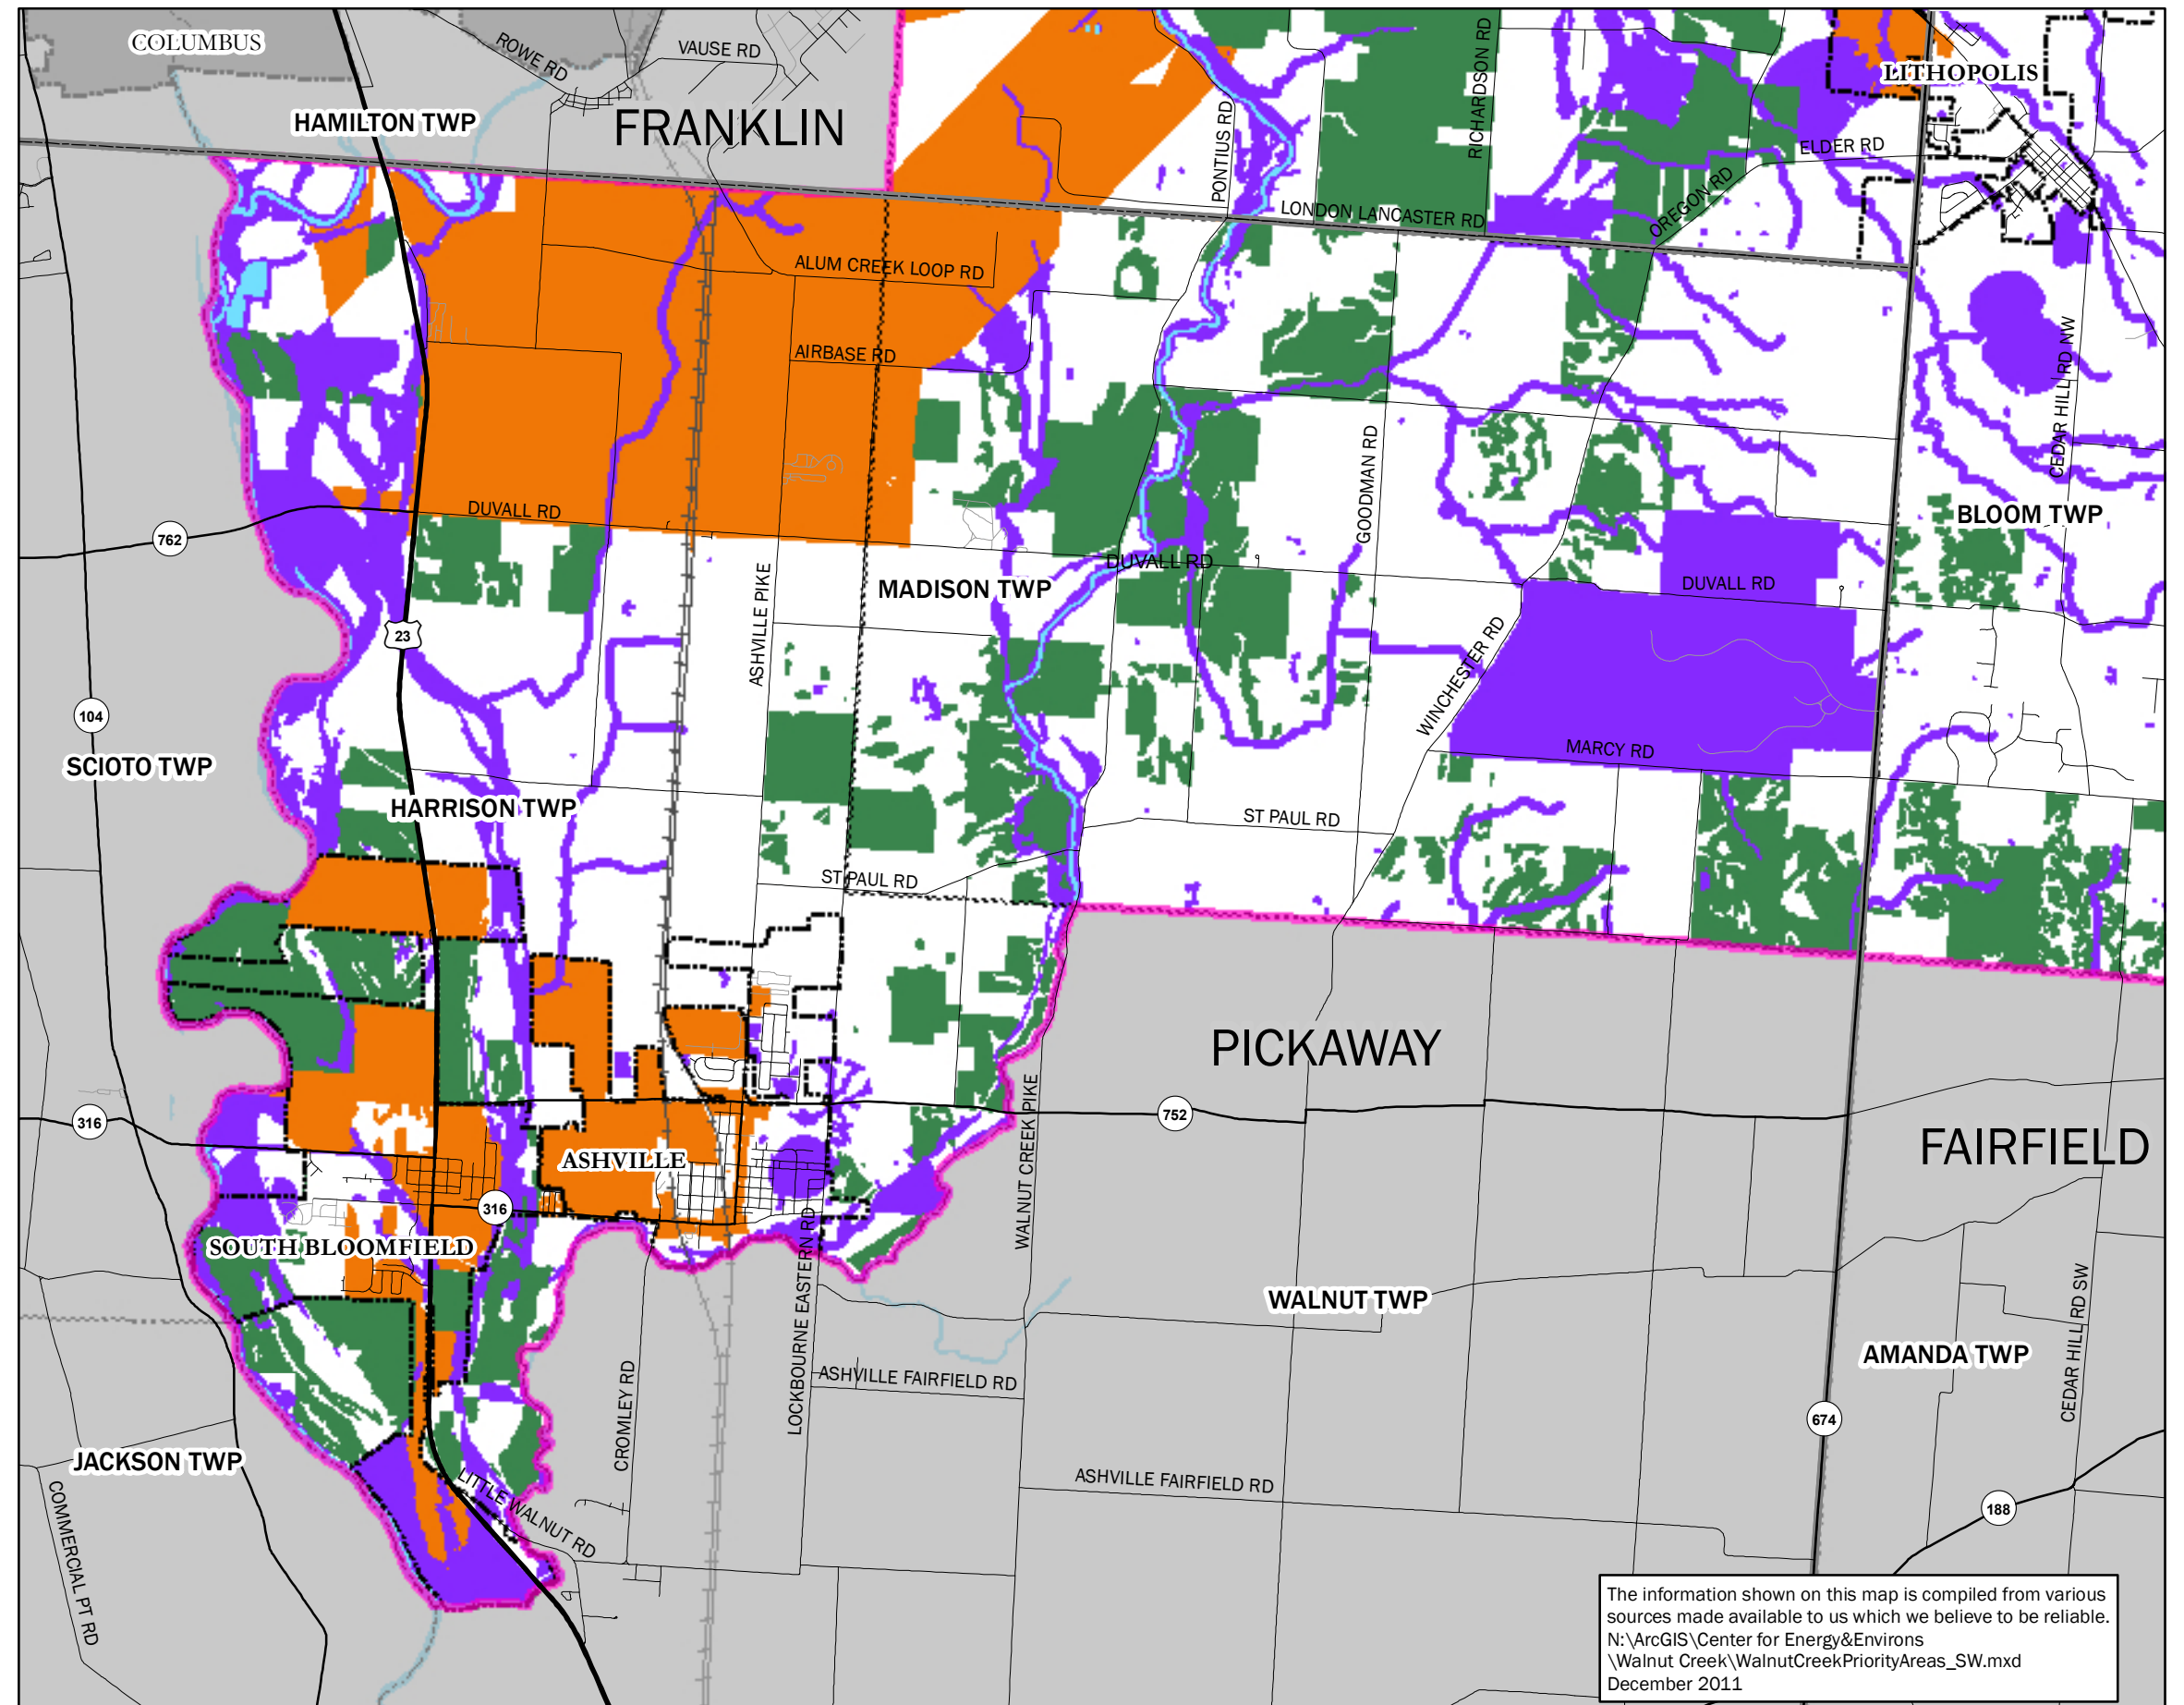 COLUMBUS
ROWE RD
VAUSE RD
RICHARDSON RD
LITHOPOLIS
HAMILTON TWP
FRANKLIN
PONTIUS RD
ELDER RD
OREGON RD
LONDON LANCASTER RD
ALUM CREEK LOOP RD
AIRBASE RD
CEDAR HILL RD NW
GOODMAN RD
DUVALL RD
762
BLOOM TWP
DUVALL RD
DUVALL RD
MADISON TWP
ASHVILLE PIKE
23
WINCHESTER RD
104
SCIOTO TWP
MARCY RD
HARRISON TWP
ST PAUL RD
ST PAUL RD
PICKAWAY
WALNUT CREEK PIKE
316
752
FAIRFIELD
ASHVILLE
316
SOUTH BLOOMFIELD
LOCKBOURNE EASTERN RD
WALNUT TWP
CEDAR HILL RD SW
AMANDA TWP
CROMLEY RD
ASHVILLE FAIRFIELD RD
674
JACKSON TWP
LITTLE WALNUT RD
ASHVILLE FAIRFIELD RD
188
COMMERCIAL PT RD
The information shown on this map is compiled from various
sources made available to us which we believe to be reliable.
N:\ArcGIS\Center for Energy&Environs
\Walnut Creek\WalnutCreekPriorityAreas_SW.mxd
December 2011